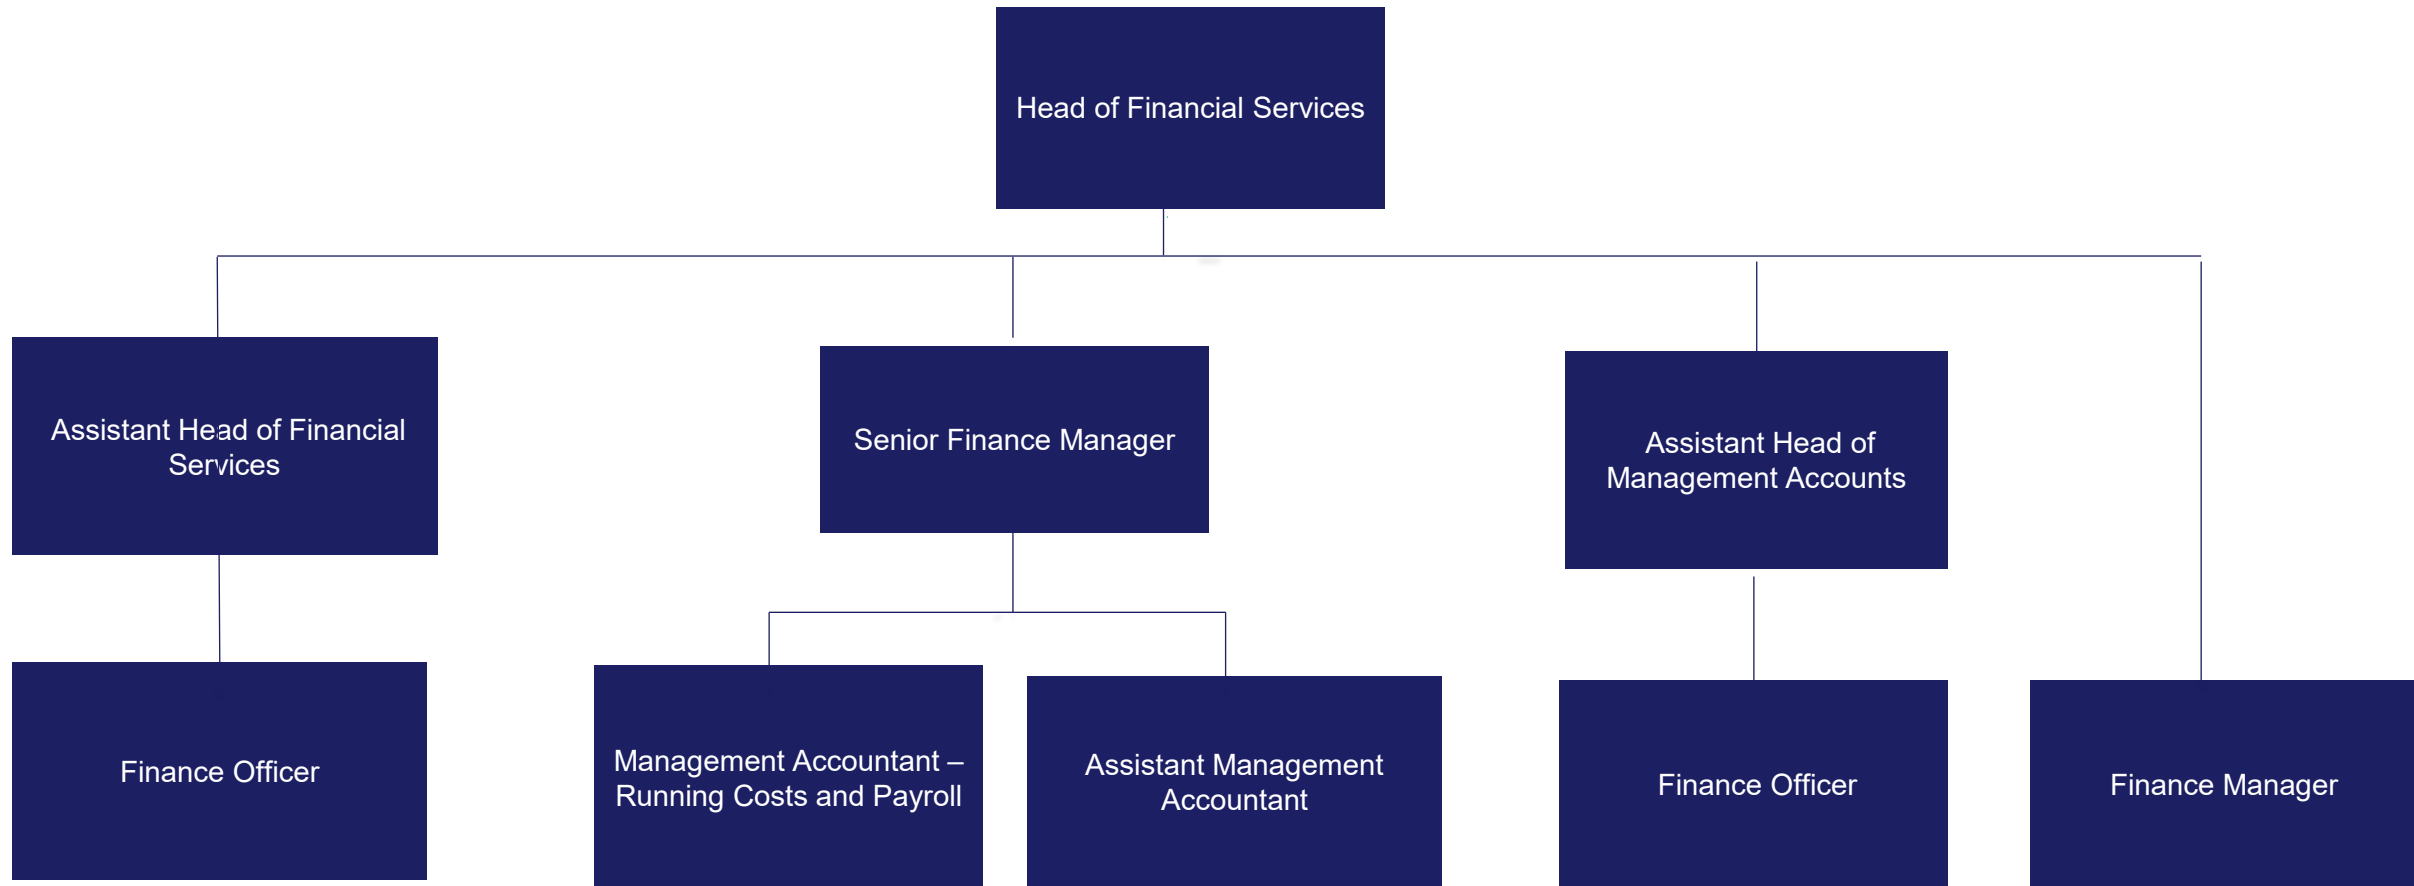 Head of Financial Services
Assistant Head of Financial
Services
Senior Finance Manager
Assistant Head of
Management Accounts
Finance Officer
Management Accountant –
Running Costs and Payroll
Assistant Management
Accountant
Finance Officer
Finance Manager